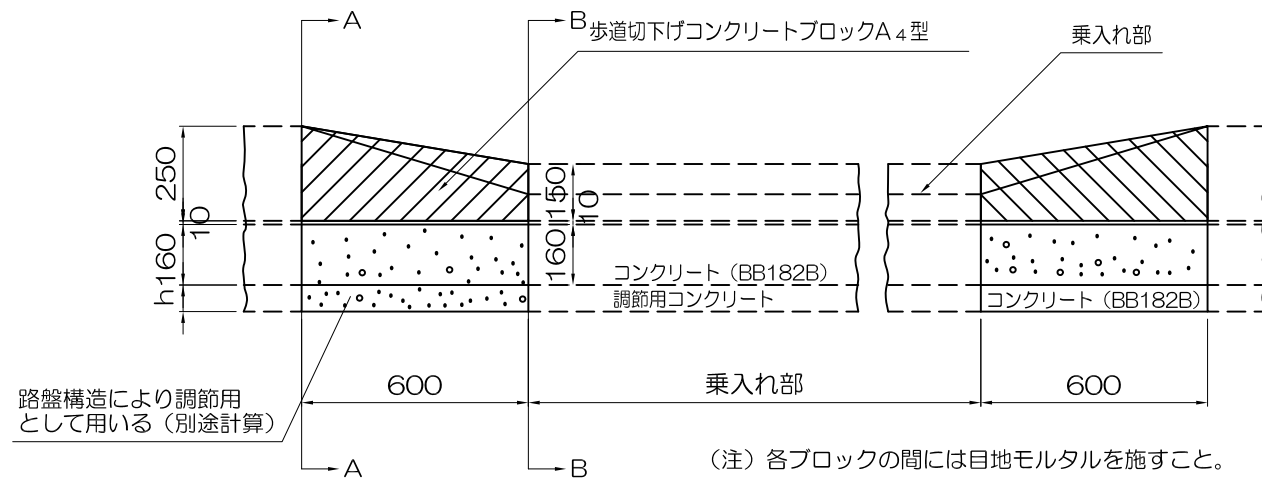 A
B
歩道切下げコンクリートブロックA₄型
乗入れ部
250
10
160
h
150
10
160
コンクリート（BB182B）
調節用コンクリート
コンクリート（BB182B）
600
乗入れ部
600
路盤構造により調節用
として用いる（別途計算）
A
B
（注）各ブロックの間には目地モルタルを施すこと。